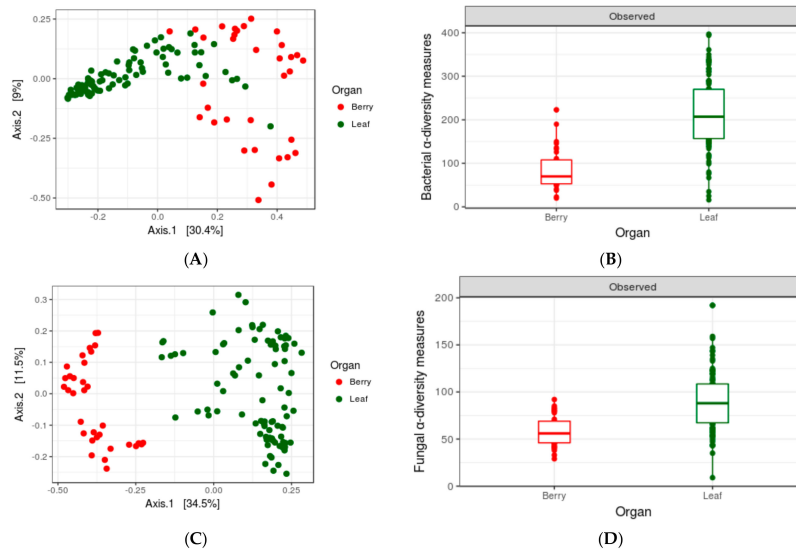 0.25
0.00
-0.25
-0.50
Axis.2 [9%]
-0.2
0.0
0.2
0.4
Axis.1 [30.4%]
Organ
Berry
Leaf
(A)
Observed
400
300
200
100
0
Bacterial α-diversity measures
Berry
Leaf
Organ
(B)
0.3
0.2
0.1
0.0
-0.1
-0.2
Axis.2 [11.5%]
-0.50
-0.25
0.00
0.25
Axis.1 [34.5%]
Organ
Berry
Leaf
(C)
Observed
200
150
100
50
0
Fungal α-diversity measures
Berry
Leaf
Organ
(D)